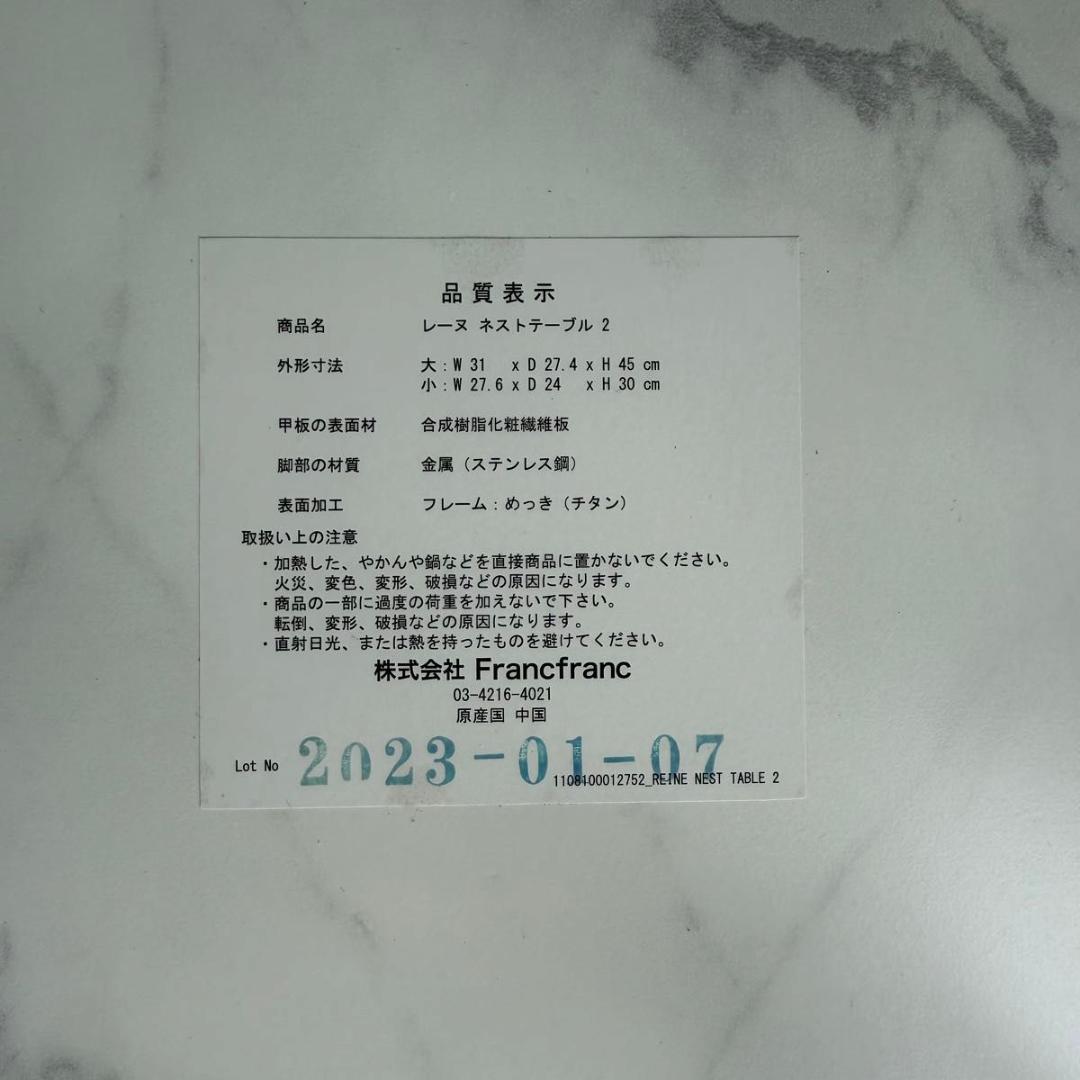 品質表示
商品名 レーヌ ネストテーブル 2
外形寸法 大:W 31 x D 27.4 x H 45 cm
小:W 27.6 x D 24 x H 30 cm
甲板の表面材 合成樹脂化粧繊維板
脚部の材質 金属(ステンレス鋼)
表面加工 フレーム:めっき(チタン)
取扱い上の注意
・加熱した、やかんや鍋などを直接商品に置かないでください。
火災、変色、変形、破損などの原因になります。
・商品の一部に過度の荷重を加えないで下さい。
転倒、変形、破損などの原因になります。
・直射日光、または熱を持ったものを避けてください。
株式会社 Francfranc
03-4216-4021
原産国 中国
Lot No 2023-01-07
1108100012752_REINE NEST TABLE 2